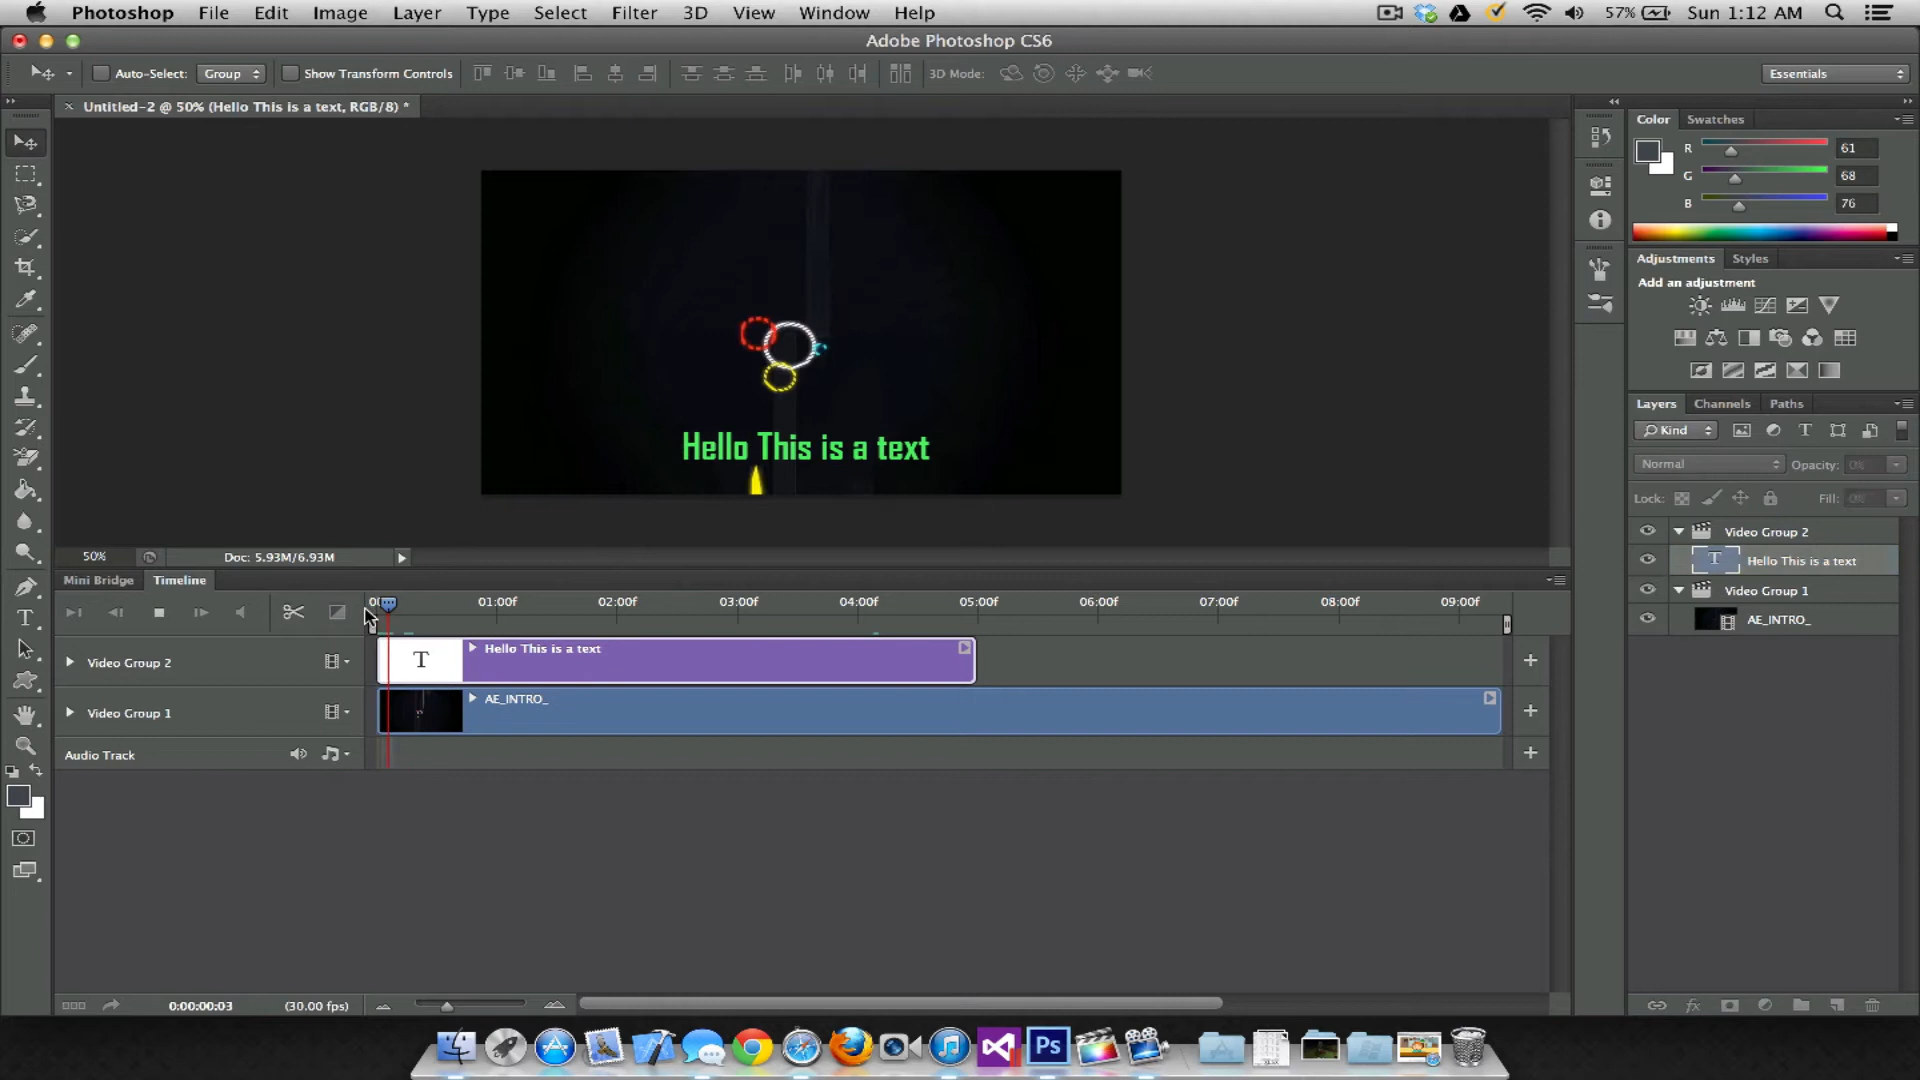 Photoshop File Edit Image Layer Type Select Filter 3D View Window Help 57% Sun 1:12 AM
Adobe Photoshop CS6
Auto-Select: Group Show Transform Controls 3D Mode: Essentials
Untitled-2 @ 50% (Hello This is a text, RGB/8) *
Color Swatches
R 61
G 68
B 76
Adjustments Styles
Add an adjustment
Layers Channels Paths
Kind
Normal Opacity: 0%
Lock: Fill: 0%
Video Group 2
T Hello This is a text
Video Group 1
AE_INTRO_
Hello This is a text
50% Doc: 5.93M/6.93M
Mini Bridge Timeline
01:00f 02:00f 03:00f 04:00f 05:00f 06:00f 07:00f 08:00f 09:00f
Video Group 2 T Hello This is a text
Video Group 1 AE_INTRO_
Audio Track
0:00:00:03 (30.00 fps)
Ps